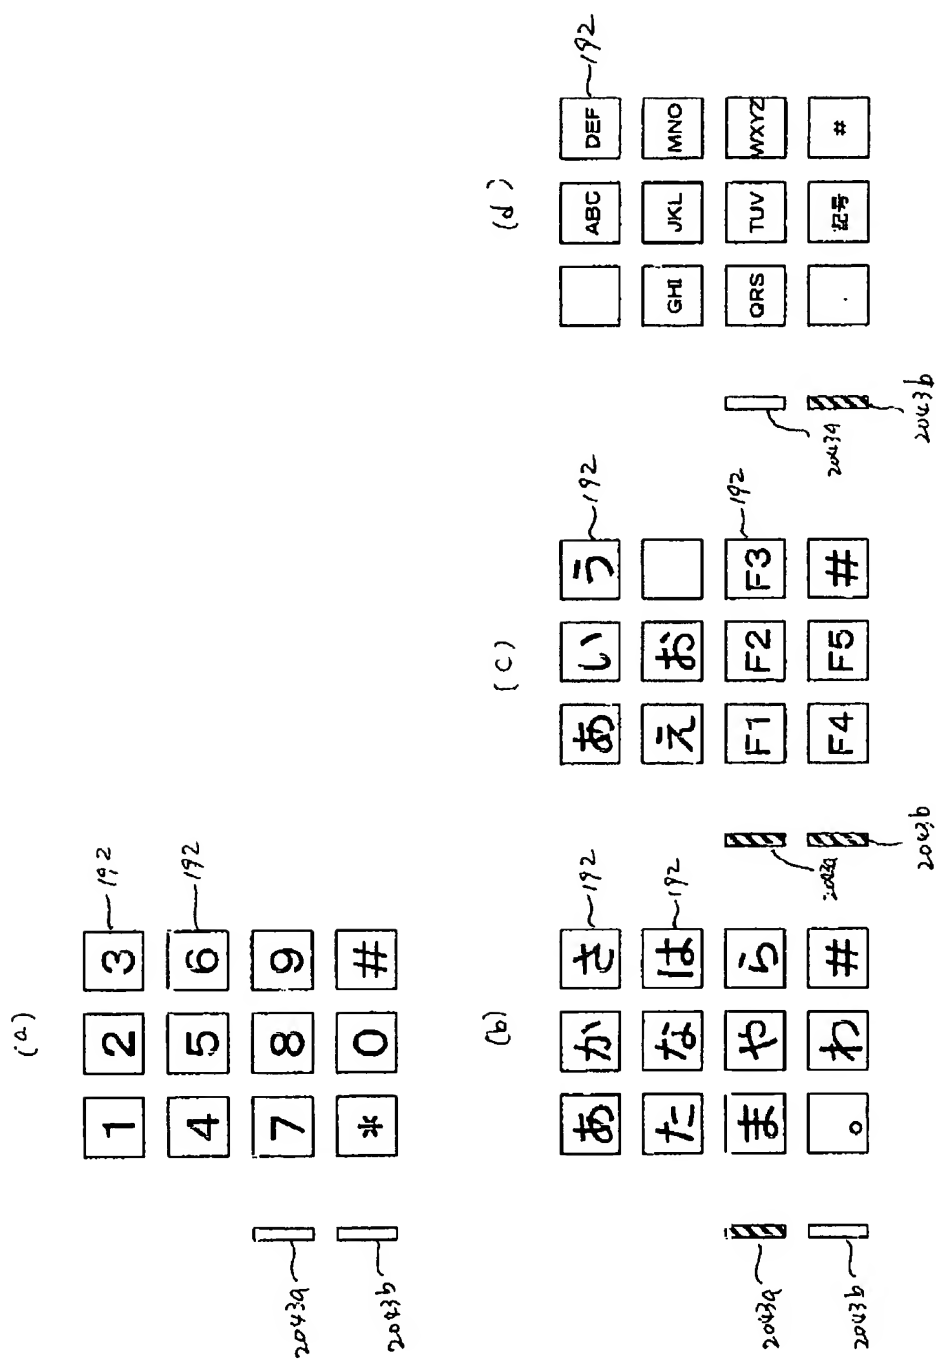 (a)
1 2 3 192
4 5 6 192
2043a 7 8 9
2043b * 0 #
(b)
あ か さ 192
た な は 192
2043a ま や ら
2043b 。 わ #
(c)
あ い う 192
え お
2043a F1 F2 F3 192
2043b F4 F5 #
(d)
ABC DEF 192
GHI JKL MNO
2043a QRS TUV WXYZ
2043b . 記号 #